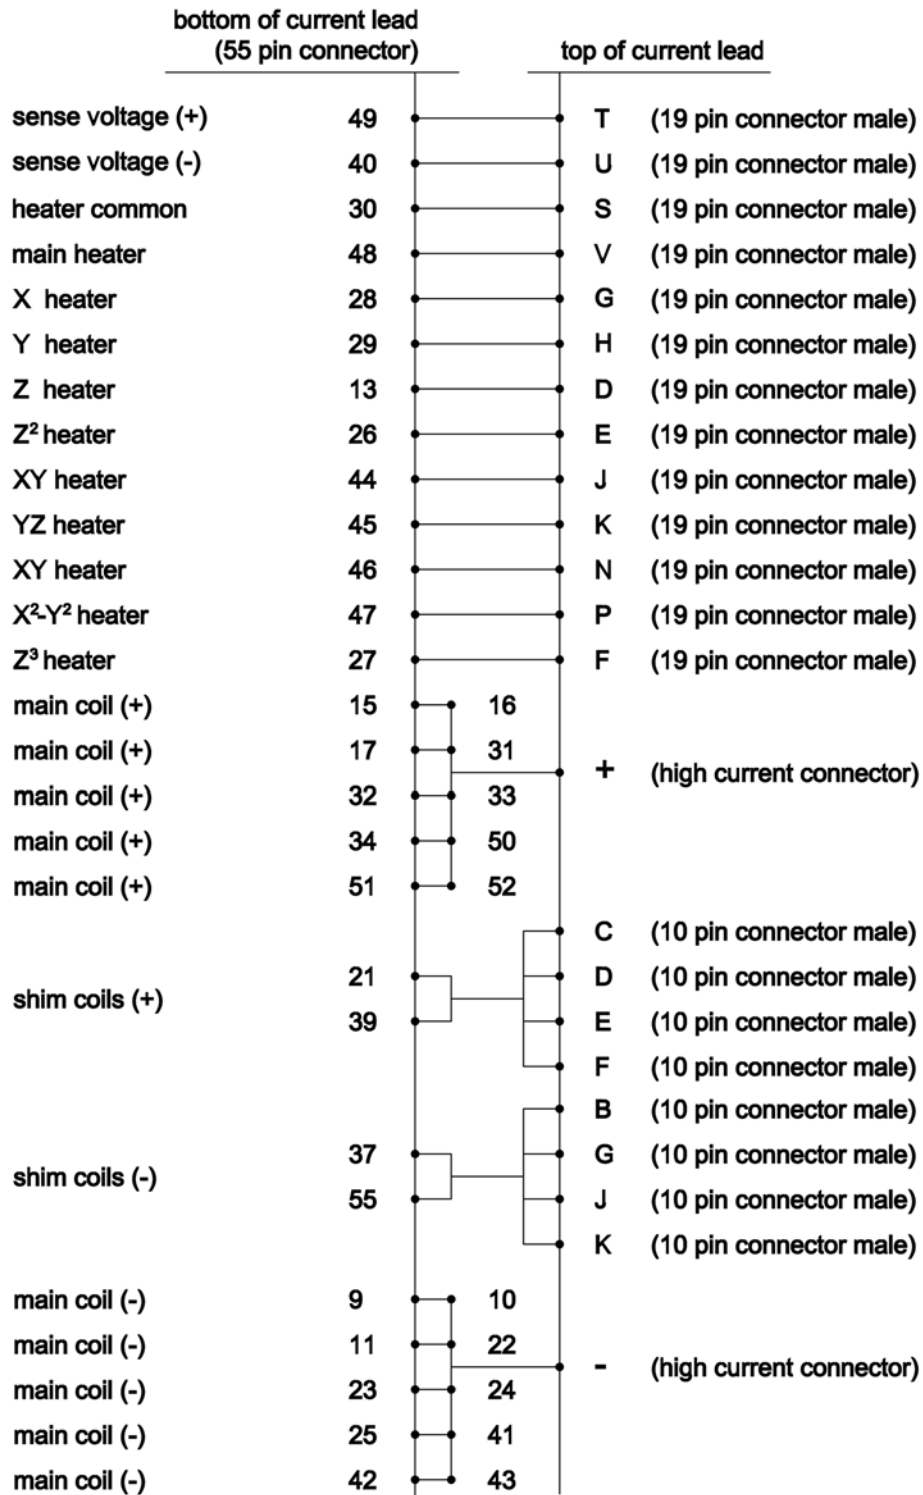 bottom of current lead
(55 pin connector) top of current lead
sense voltage (+) 49 T (19 pin connector male)
sense voltage (-) 40 U (19 pin connector male)
heater common 30 S (19 pin connector male)
main heater 48 V (19 pin connector male)
X heater 28 G (19 pin connector male)
Y heater 29 H (19 pin connector male)
Z heater 13 D (19 pin connector male)
Z² heater 26 E (19 pin connector male)
XY heater 44 J (19 pin connector male)
YZ heater 45 K (19 pin connector male)
XY heater 46 N (19 pin connector male)
X²-Y² heater 47 P (19 pin connector male)
Z³ heater 27 F (19 pin connector male)
main coil (+) 15 16
main coil (+) 17 31
+ (high current connector)
main coil (+) 32 33
main coil (+) 34 50
main coil (+) 51 52
C (10 pin connector male)
21 D (10 pin connector male)
shim coils (+)
39 E (10 pin connector male)
F (10 pin connector male)
B (10 pin connector male)
37 G (10 pin connector male)
shim coils (-)
55 J (10 pin connector male)
K (10 pin connector male)
main coil (-) 9 10
main coil (-) 11 22
- (high current connector)
main coil (-) 23 24
main coil (-) 25 41
main coil (-) 42 43